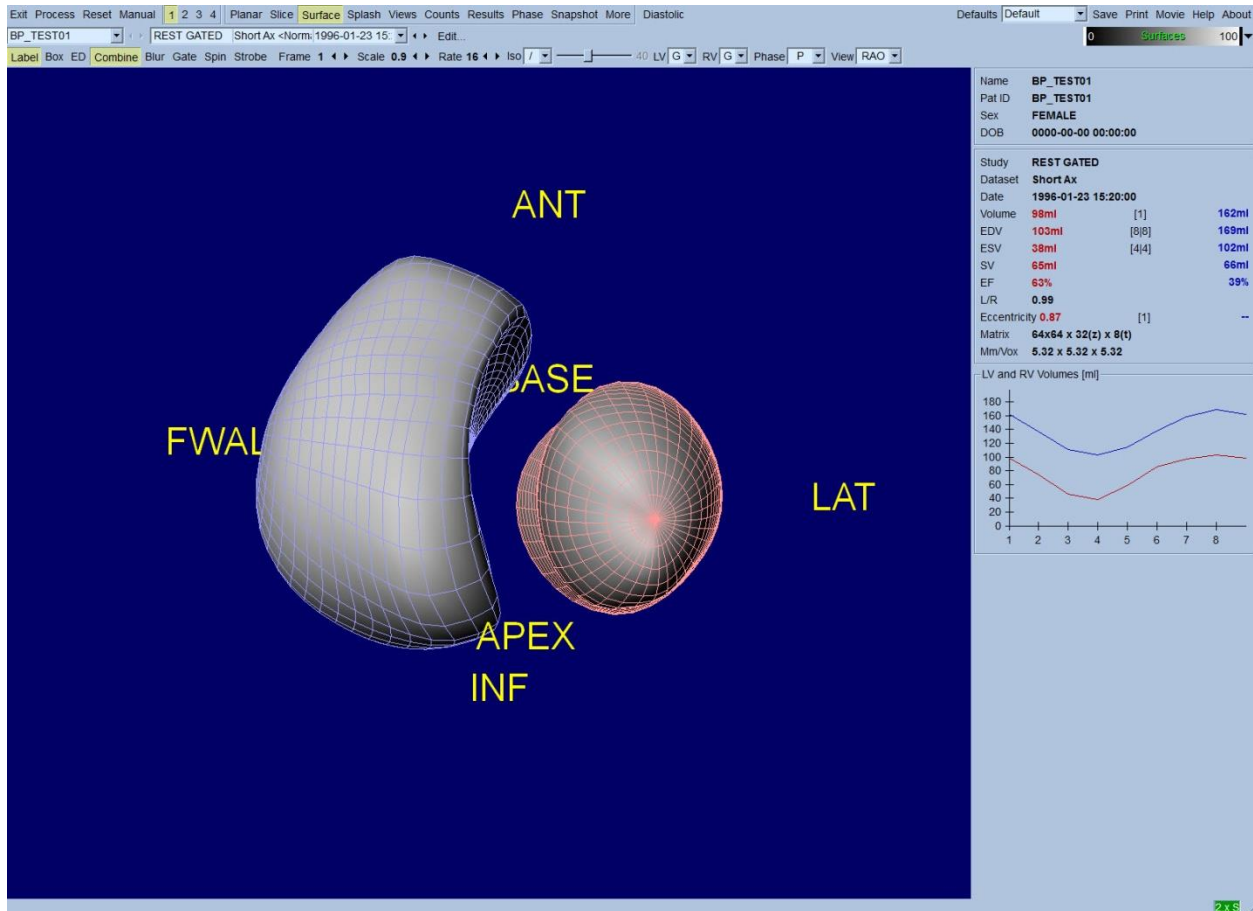 Exit Process Reset Manual 1 2 3 4 Planar Slice Surface Splash Views Counts Results Phase Snapshot More Diastolic Defaults Default Save Print Movie Help About
BP_TEST01 REST GATED Short Ax <Norm: 1996-01-23 15: Edit... 0 Surfaces 100
Label Box ED Combine Blur Gate Spin Strobe Frame 1 Scale 0.9 Rate 16 Iso / 40 LV G RV G Phase P View RAO
Name BP_TEST01
Pat ID BP_TEST01
Sex FEMALE
DOB 0000-00-00 00:00:00
Study REST GATED
Dataset Short Ax
Date 1996-01-23 15:20:00
Volume 98ml [1] 162ml
EDV 103ml [8|8] 169ml
ESV 38ml [4|4] 102ml
SV 65ml 66ml
EF 63% 39%
L/R 0.99
Eccentricity 0.87 [1] --
Matrix 64x64 x 32(z) x 8(t)
Mm/Vox 5.32 x 5.32 x 5.32
LV and RV Volumes [ml]
180
160
140
120
100
80
60
40
20
0
1 2 3 4 5 6 7 8
ANT
BASE
FWAL
LAT
APEX
INF
2 x S